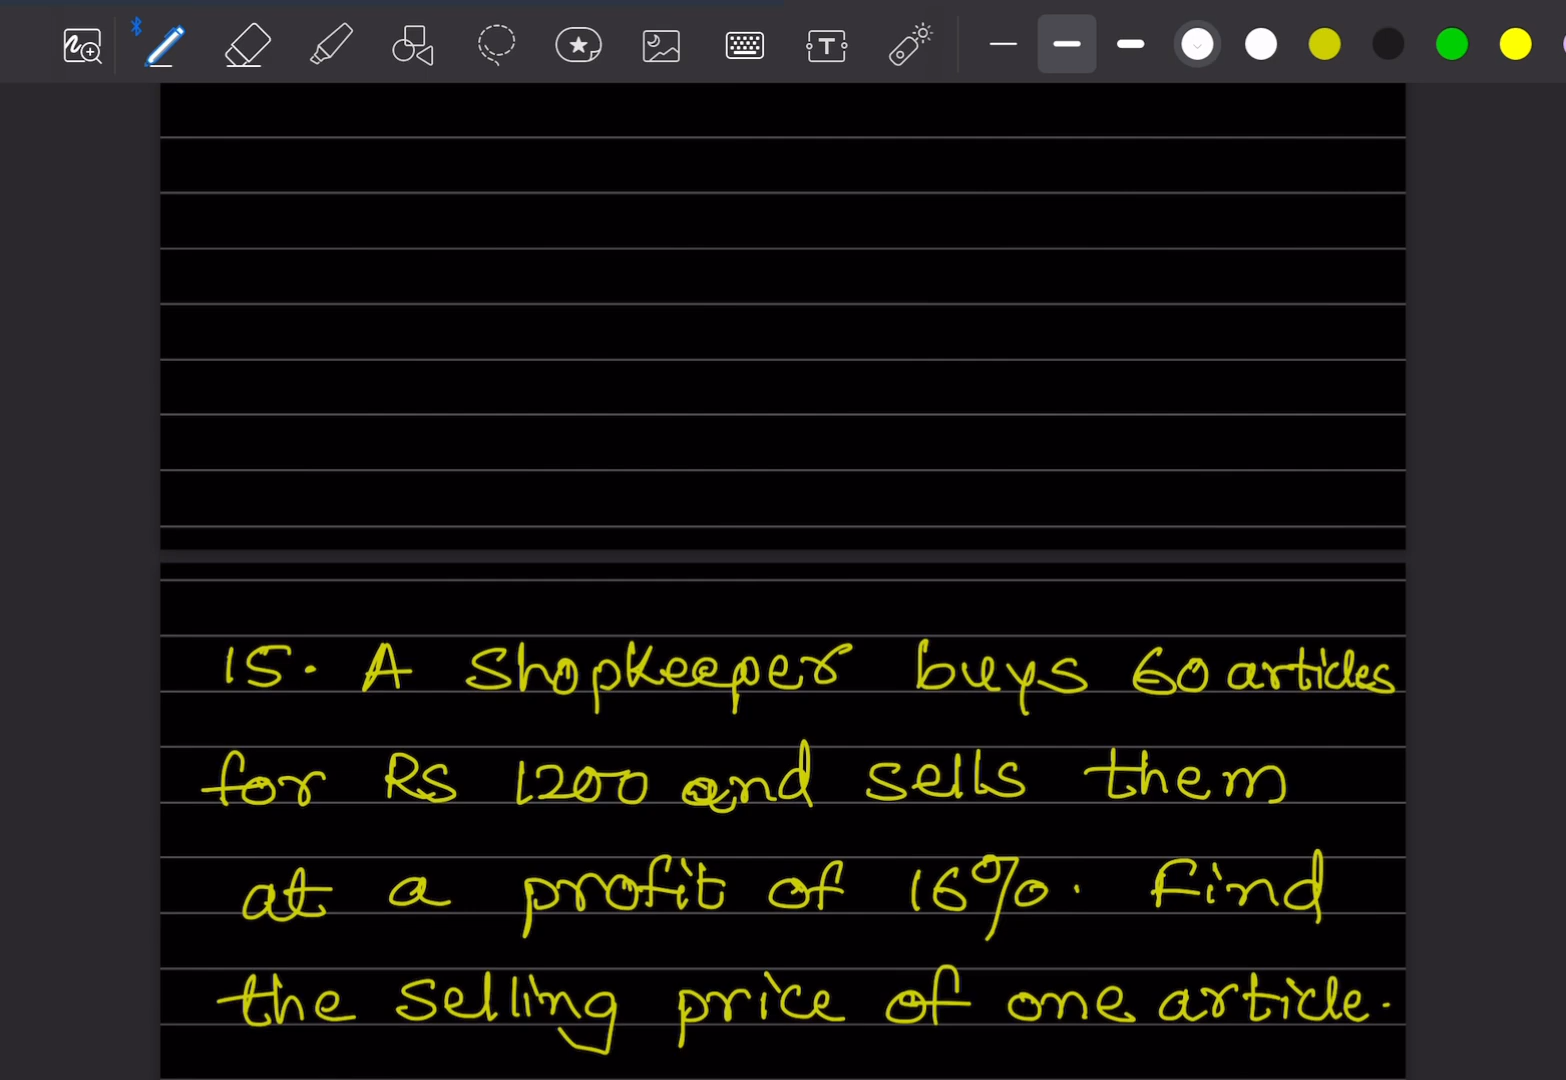 15. A Shopkeeper buys 60 articles
for Rs 1200 and sells them
at a profit of 16%. Find
the selling price of one article.